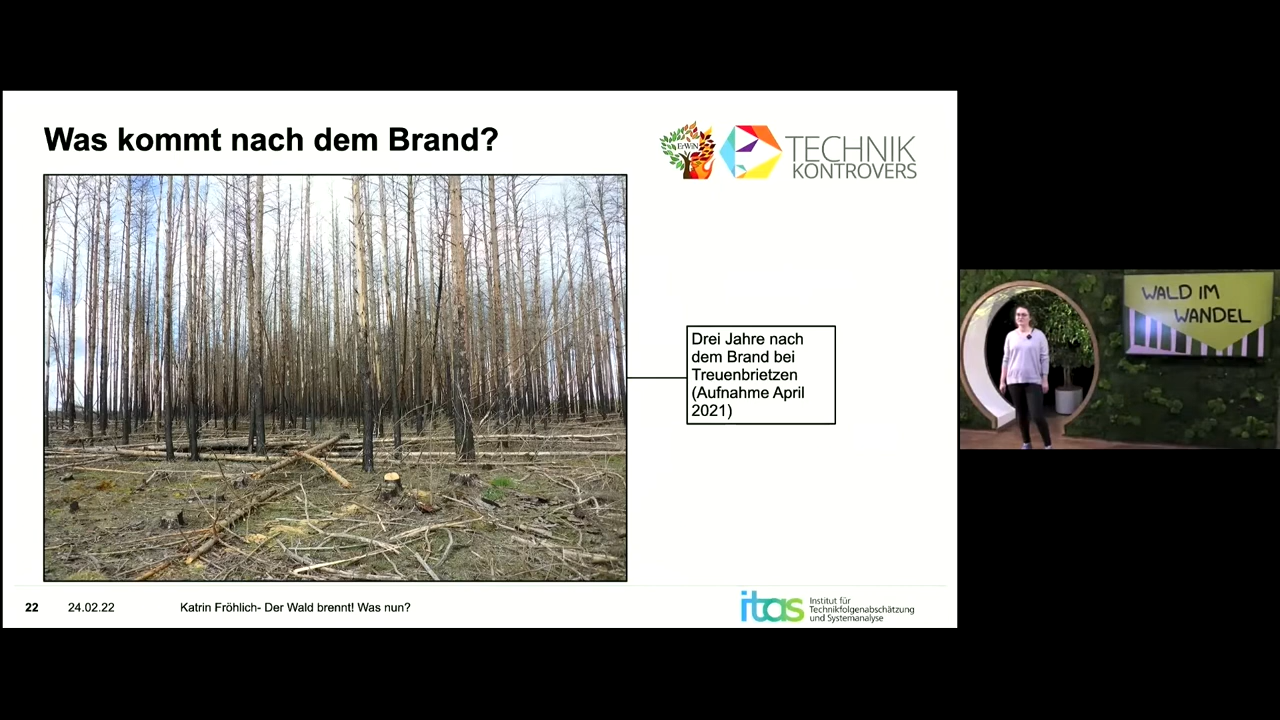 Was kommt nach dem Brand?
ErWiN
TECHNIK
KONTROVERS
Drei Jahre nach
dem Brand bei
Treuenbrietzen
(Aufnahme April
2021)
WALD IM
WANDEL
22
24.02.22
Katrin Fröhlich- Der Wald brennt! Was nun?
itas
Institut für
Technikfolgenabschätzung
und Systemanalyse